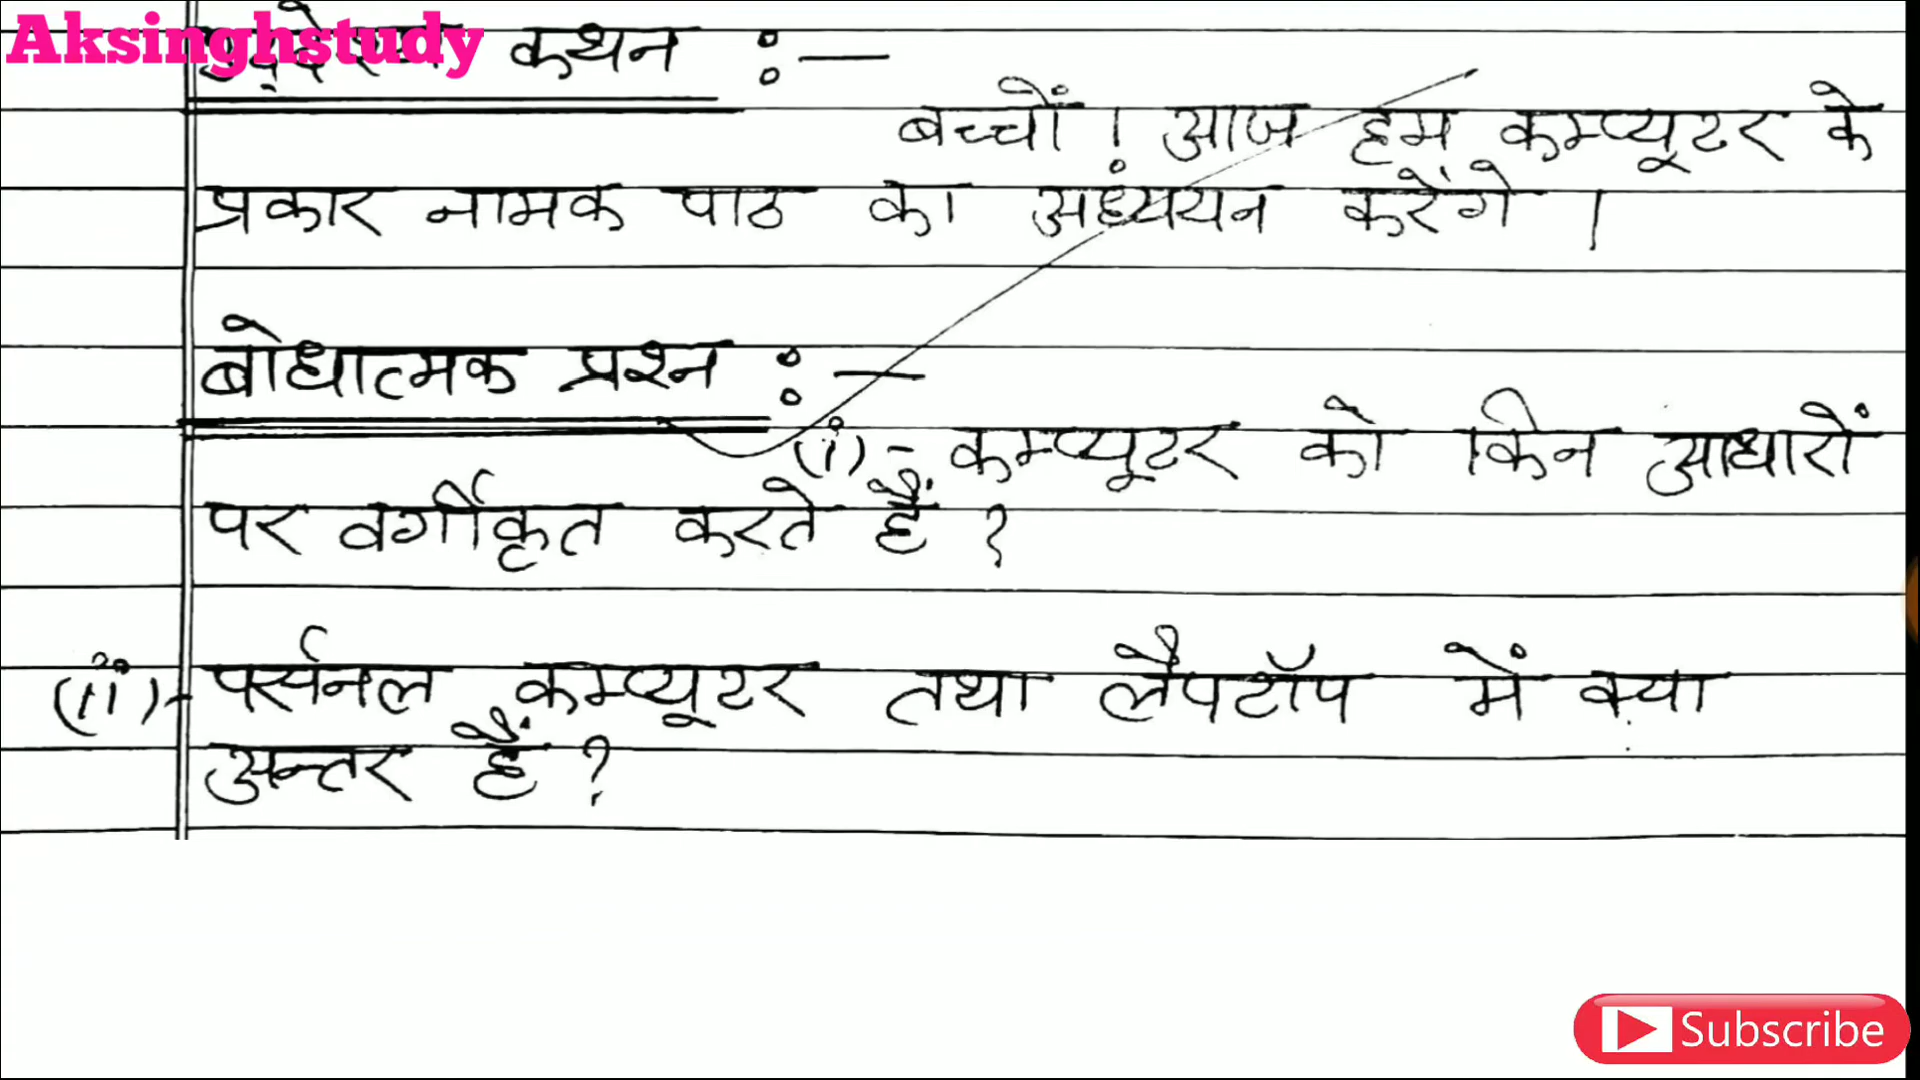 Aksinghstudy
कथन :—
बच्चों ! आज हम कम्प्यूटर के
प्रकार नामक पाठ का अध्ययन करेंगे ।
बोधात्मक प्रश्न :—
(i) - कम्प्यूटर को किन आधारों
पर वर्गीकृत करते हैं ?
(ii) - पर्सनल कम्प्यूटर तथा लैपटॉप में क्या
अन्तर हैं ?
Subscribe